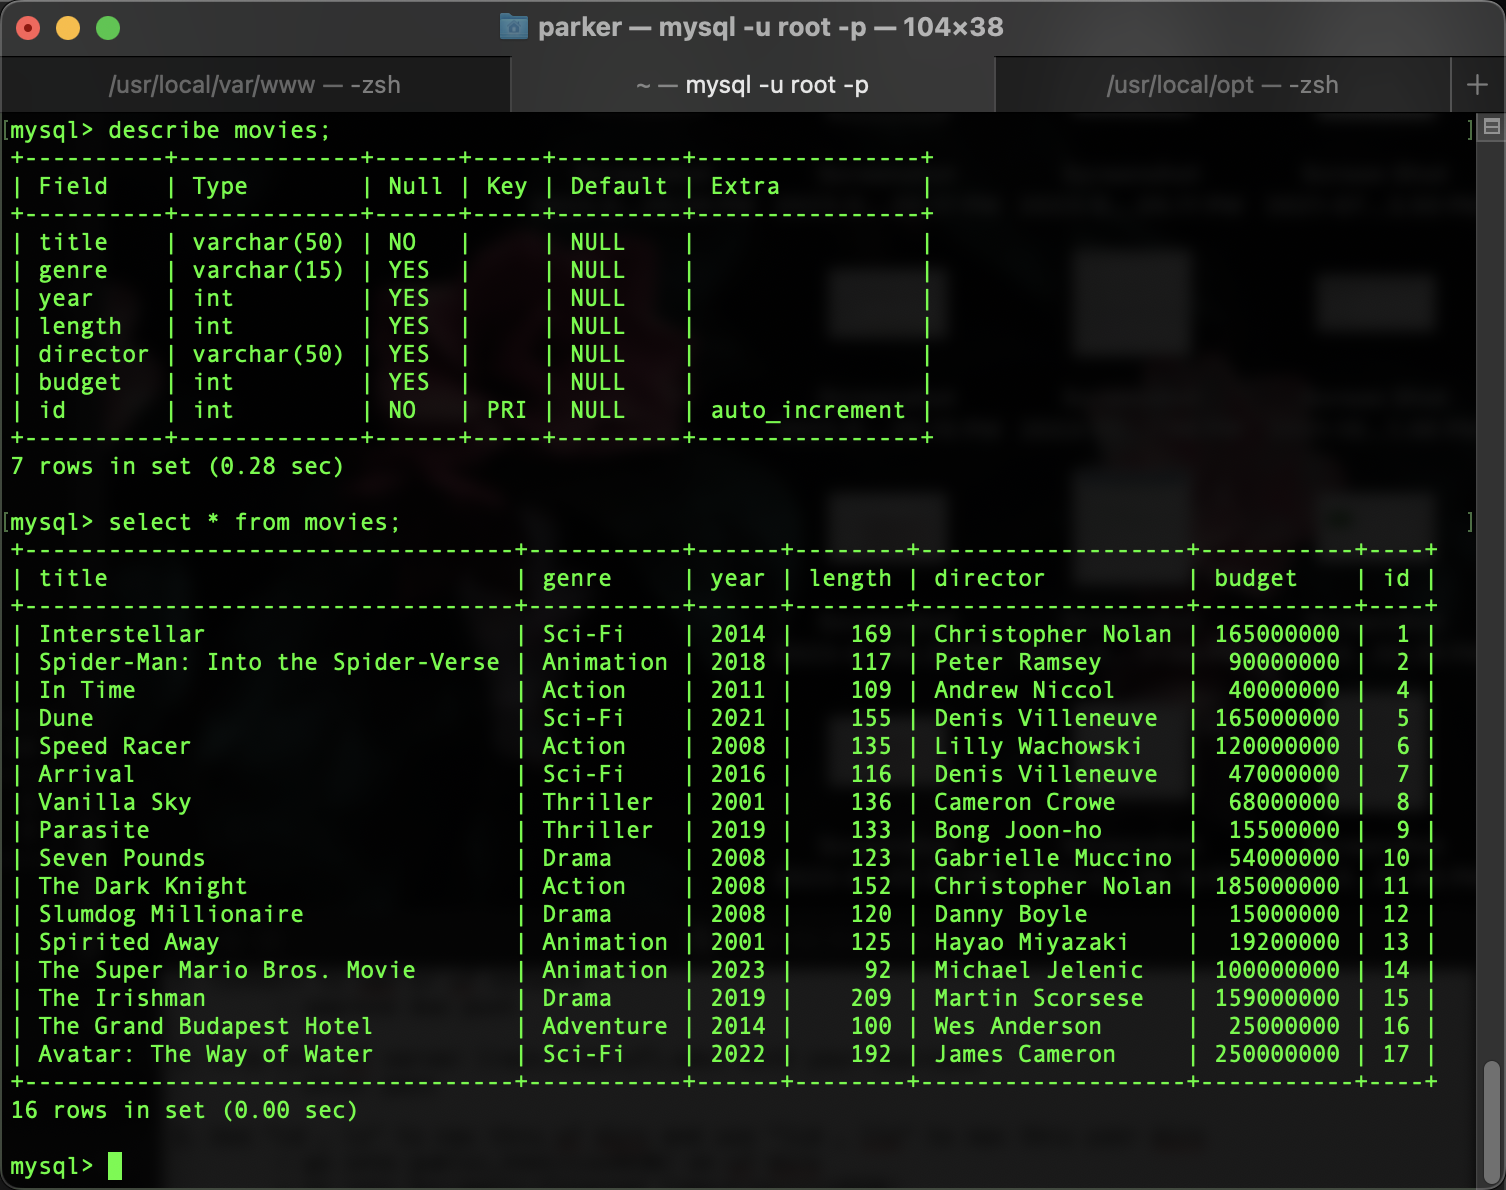 parker — mysql -u root -p — 104×38
/usr/local/var/www — -zsh
~ — mysql -u root -p
/usr/local/opt — -zsh
[mysql> describe movies; ]
+----------+-------------+------+-----+---------+----------------+
| Field    | Type        | Null | Key | Default | Extra          |
+----------+-------------+------+-----+---------+----------------+
| title    | varchar(50) | NO   |     | NULL    |                |
| genre    | varchar(15) | YES  |     | NULL    |                |
| year     | int         | YES  |     | NULL    |                |
| length   | int         | YES  |     | NULL    |                |
| director | varchar(50) | YES  |     | NULL    |                |
| budget   | int         | YES  |     | NULL    |                |
| id       | int         | NO   | PRI | NULL    | auto_increment |
+----------+-------------+------+-----+---------+----------------+
7 rows in set (0.28 sec)
[mysql> select * from movies; ]
+-----------------------------------+-----------+------+--------+-------------------+-----------+----+
| title                             | genre     | year | length | director          | budget    | id |
+-----------------------------------+-----------+------+--------+-------------------+-----------+----+
| Interstellar                      | Sci-Fi    | 2014 |    169 | Christopher Nolan | 165000000 |  1 |
| Spider-Man: Into the Spider-Verse | Animation | 2018 |    117 | Peter Ramsey      |  90000000 |  2 |
| In Time                           | Action    | 2011 |    109 | Andrew Niccol     |  40000000 |  4 |
| Dune                              | Sci-Fi    | 2021 |    155 | Denis Villeneuve  | 165000000 |  5 |
| Speed Racer                       | Action    | 2008 |    135 | Lilly Wachowski   | 120000000 |  6 |
| Arrival                           | Sci-Fi    | 2016 |    116 | Denis Villeneuve  |  47000000 |  7 |
| Vanilla Sky                       | Thriller  | 2001 |    136 | Cameron Crowe     |  68000000 |  8 |
| Parasite                          | Thriller  | 2019 |    133 | Bong Joon-ho      |  15500000 |  9 |
| Seven Pounds                      | Drama     | 2008 |    123 | Gabrielle Muccino |  54000000 | 10 |
| The Dark Knight                   | Action    | 2008 |    152 | Christopher Nolan | 185000000 | 11 |
| Slumdog Millionaire               | Drama     | 2008 |    120 | Danny Boyle       |  15000000 | 12 |
| Spirited Away                     | Animation | 2001 |    125 | Hayao Miyazaki    |  19200000 | 13 |
| The Super Mario Bros. Movie       | Animation | 2023 |     92 | Michael Jelenic   | 100000000 | 14 |
| The Irishman                      | Drama     | 2019 |    209 | Martin Scorsese   | 159000000 | 15 |
| The Grand Budapest Hotel          | Adventure | 2014 |    100 | Wes Anderson      |  25000000 | 16 |
| Avatar: The Way of Water          | Sci-Fi    | 2022 |    192 | James Cameron     | 250000000 | 17 |
+-----------------------------------+-----------+------+--------+-------------------+-----------+----+
16 rows in set (0.00 sec)
mysql>